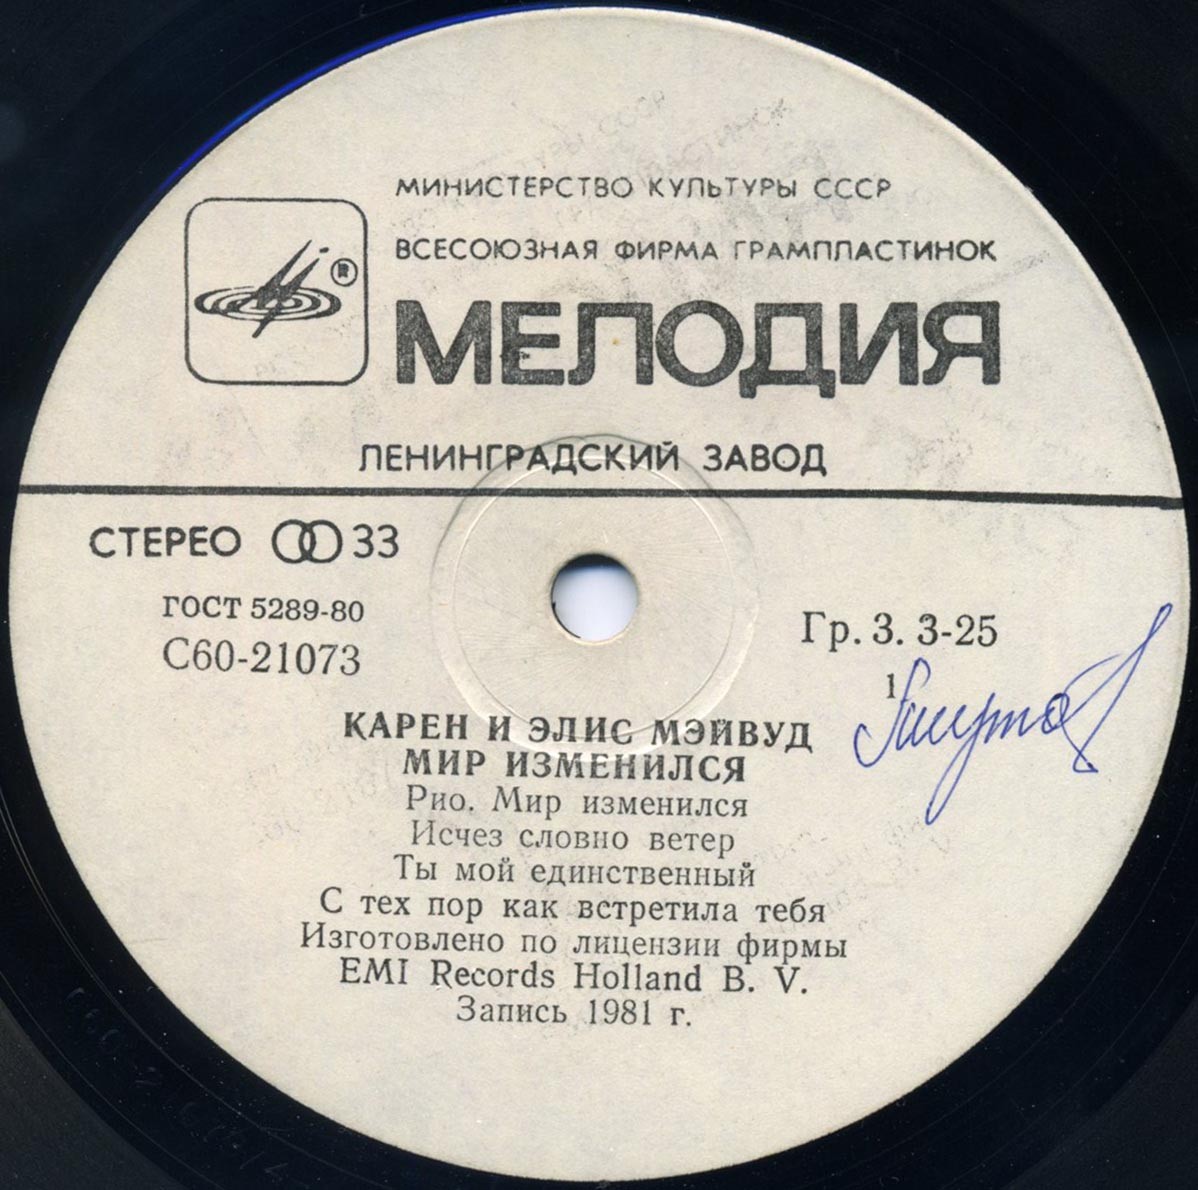 МИНИСТЕРСТВО КУЛЬТУРЫ СССР
ВСЕСОЮЗНАЯ ФИРМА ГРАМПЛАСТИНОК
®
МЕЛОДИЯ
ЛЕНИНГРАДСКИЙ ЗАВОД
СТЕРЕО 33
ГОСТ 5289-80
С60-21073
Гр. 3. 3-25
1
КАРЕН И ЭЛИС МЭЙВУД
МИР ИЗМЕНИЛСЯ
Рио. Мир изменился
Исчез словно ветер
Ты мой единственный
С тех пор как встретила тебя
Изготовлено по лицензии фирмы
EMI Records Holland B. V.
Запись 1981 г.